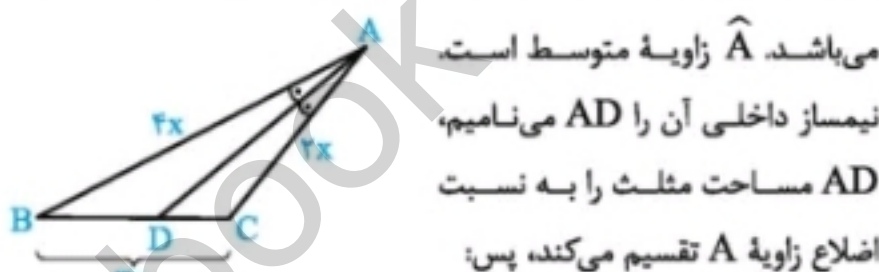 می‌باشد. Â زاویهٔ متوسط است.
نیمساز داخلی آن را AD می‌نامیم،
AD مساحت مثلث را به نسبت
اضلاع زاویهٔ A تقسیم می‌کند، پس:
A
۴x
۲x
B
D
C
book